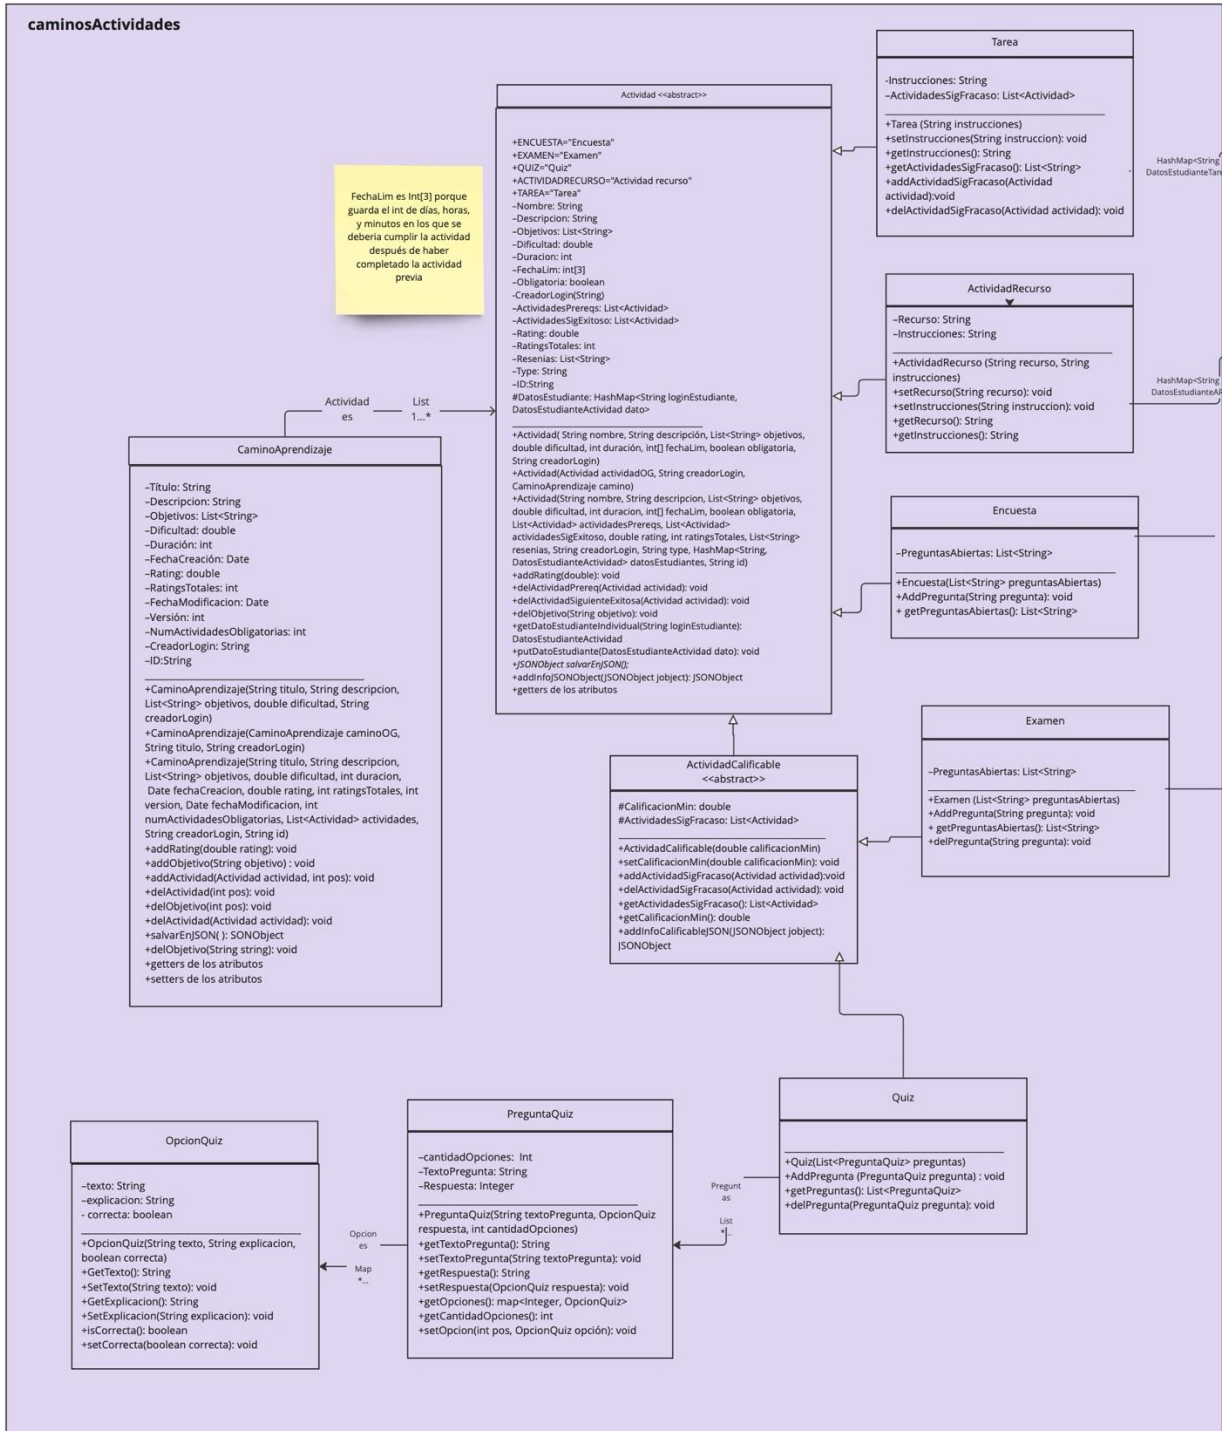 caminosActividades
Tarea
-Instrucciones: String
–ActividadesSigFracaso: List<Actividad>
+Tarea (String instrucciones)
+setInstrucciones(String instruccion): void
+getInstrucciones(): String
+getActividadesSigFracaso(): List<String>
+addActividadSigFracaso(Actividad
actividad):void
+delActividadSigFracaso(Actividad actividad): void
HashMap<String
DatosEstudianteTare
Actividad <<abstract>>
+ENCUESTA="Encuesta"
+EXAMEN="Examen"
+QUIZ="Quiz"
+ACTIVIDADRECURSO="Actividad recurso"
+TAREA="Tarea"
–Nombre: String
–Descripcion: String
–Objetivos: List<String>
–Dificultad: double
–Duracion: int
–FechaLim: int[3]
–Obligatoria: boolean
-CreadorLogin(String)
–ActividadesPrereqs: List<Actividad>
–ActividadesSigExitoso: List<Actividad>
–Rating: double
–RatingsTotales: int
–Resenias: List<String>
–Type: String
–ID:String
#DatosEstudiante: HashMap<String loginEstudiante,
DatosEstudianteActividad dato>
+Actividad( String nombre, String descripción, List<String> objetivos,
double dificultad, int duración, int[] fechaLim, boolean obligatoria,
String creadorLogin)
+Actividad(Actividad actividadOG, String creadorLogin,
CaminoAprendizaje camino)
+Actividad(String nombre, String descripcion, List<String> objetivos,
double dificultad, int duracion, int[] fechaLim, boolean obligatoria,
List<Actividad> actividadesPrereqs, List<Actividad>
actividadesSigExitoso, double rating, int ratingsTotales, List<String>
resenias, String creadorLogin, String type, HashMap<String,
DatosEstudianteActividad> datosEstudiantes, String id)
+addRating(double): void
+delActividadPrereq(Actividad actividad): void
+delActividadSiguienteExitosa(Actividad actividad): void
+delObjetivo(String objetivo): void
+getDatoEstudianteIndividual(String loginEstudiante):
DatosEstudianteActividad
+putDatoEstudiante(DatosEstudianteActividad dato): void
+JSONObject salvarEnJSON();
+addInfoJSONObject(JSONObject jobject): JSONObject
+getters de los atributos
FechaLim es Int[3] porque
guarda el int de días, horas,
y minutos en los que se
deberia cumplir la actividad
después de haber
completado la actividad
previa
ActividadRecurso
–Recurso: String
–Instrucciones: String
+ActividadRecurso (String recurso, String
instrucciones)
+setRecurso(String recurso): void
+setInstrucciones(String instruccion): void
+getRecurso(): String
+getInstrucciones(): String
HashMap<String
DatosEstudianteAR
Actividad
es
List
1...*
CaminoAprendizaje
–Título: String
–Descripcion: String
–Objetivos: List<String>
–Dificultad: double
–Duración: int
–FechaCreación: Date
–Rating: double
–RatingsTotales: int
–FechaModificacion: Date
–Versión: int
–NumActividadesObligatorias: int
–CreadorLogin: String
–ID:String
+CaminoAprendizaje(String titulo, String descripcion,
List<String> objetivos, double dificultad, String
creadorLogin)
+CaminoAprendizaje(CaminoAprendizaje caminoOG,
String titulo, String creadorLogin)
+CaminoAprendizaje(String titulo, String descripcion,
List<String> objetivos, double dificultad, int duracion,
Date fechaCreacion, double rating, int ratingsTotales, int
version, Date fechaModificacion, int
numActividadesObligatorias, List<Actividad> actividades,
String creadorLogin, String id)
+addRating(double rating): void
+addObjetivo(String objetivo) : void
+addActividad(Actividad actividad, int pos): void
+delActividad(int pos): void
+delObjetivo(int pos): void
+delActividad(Actividad actividad): void
+salvarEnJSON( ): SONObject
+delObjetivo(String string): void
+getters de los atributos
+setters de los atributos
Encuesta
–PreguntasAbiertas: List<String>
+Encuesta(List<String> preguntasAbiertas)
+AddPregunta(String pregunta): void
+ getPreguntasAbiertas(): List<String>
Examen
–PreguntasAbiertas: List<String>
+Examen (List<String> preguntasAbiertas)
+AddPregunta(String pregunta): void
+ getPreguntasAbiertas(): List<String>
+delPregunta(String pregunta): void
ActividadCalificable
<<abstract>>
#CalificacionMin: double
#ActividadesSigFracaso: List<Actividad>
+ActividadCalificable(double calificacionMin)
+setCalificacionMin(double calificacionMin): void
+addActividadSigFracaso(Actividad actividad):void
+delActividadSigFracaso(Actividad actividad): void
+getActividadesSigFracaso(): List<Actividad>
+getCalificacionMin(): double
+addInfoCalificableJSON(JSONObject jobject):
JSONObject
Quiz
+Quiz(List<PreguntaQuiz> preguntas)
+AddPregunta (PreguntaQuiz pregunta) : void
+getPreguntas(): List<PreguntaQuiz>
+delPregunta(PreguntaQuiz pregunta): void
Pregunt
as
List
*...
PreguntaQuiz
–cantidadOpciones: Int
–TextoPregunta: String
–Respuesta: Integer
+PreguntaQuiz(String textoPregunta, OpcionQuiz
respuesta, int cantidadOpciones)
+getTextoPregunta(): String
+setTextoPregunta(String textoPregunta): void
+getRespuesta(): String
+setRespuesta(OpcionQuiz respuesta): void
+getOpciones(): map<Integer, OpcionQuiz>
+getCantidadOpciones(): int
+setOpcion(int pos, OpcionQuiz opción): void
Opcion
es
Map
*...
OpcionQuiz
–texto: String
–explicacion: String
- correcta: boolean
+OpcionQuiz(String texto, String explicacion,
boolean correcta)
+GetTexto(): String
+SetTexto(String texto): void
+GetExplicacion(): String
+SetExplicacion(String explicacion): void
+isCorrecta(): boolean
+setCorrecta(boolean correcta): void